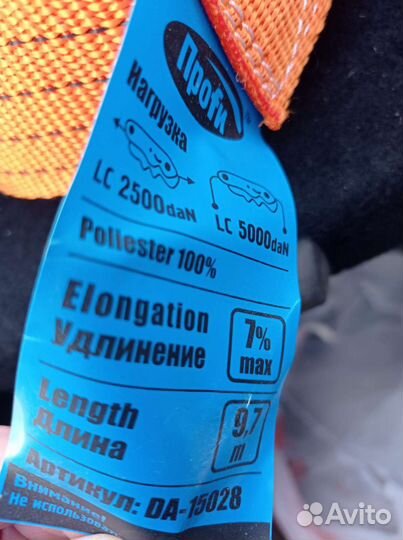 Проfи
Нагрузка
LC 2500daN
LC 5000daN
Poliester 100%
Elongation
Удлинение
7%
max
Length
Длина
9,7
m
Артикул: DA-15028
Внимание!
Не использова
Avito